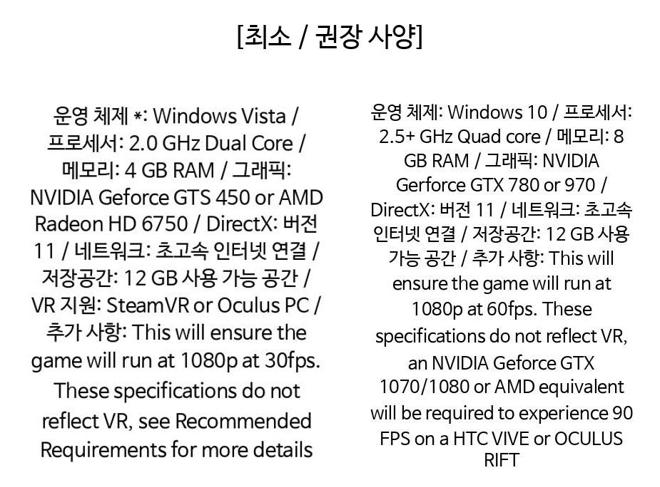 [최소 / 권장 사양]
운영 체제 *: Windows Vista /
프로세서: 2.0 GHz Dual Core /
메모리: 4 GB RAM / 그래픽:
NVIDIA Geforce GTS 450 or AMD
Radeon HD 6750 / DirectX: 버전
11 / 네트워크: 초고속 인터넷 연결 /
저장공간: 12 GB 사용 가능 공간 /
VR 지원: SteamVR or Oculus PC /
추가 사항: This will ensure the
game will run at 1080p at 30fps.
These specifications do not
reflect VR, see Recommended
Requirements for more details
운영 체제: Windows 10 / 프로세서:
2.5+ GHz Quad core / 메모리: 8
GB RAM / 그래픽: NVIDIA
Gerforce GTX 780 or 970 /
DirectX: 버전 11 / 네트워크: 초고속
인터넷 연결 / 저장공간: 12 GB 사용
가능 공간 / 추가 사항: This will
ensure the game will run at
1080p at 60fps. These
specifications do not reflect VR,
an NVIDIA Geforce GTX
1070/1080 or AMD equivalent
will be required to experience 90
FPS on a HTC VIVE or OCULUS
RIFT